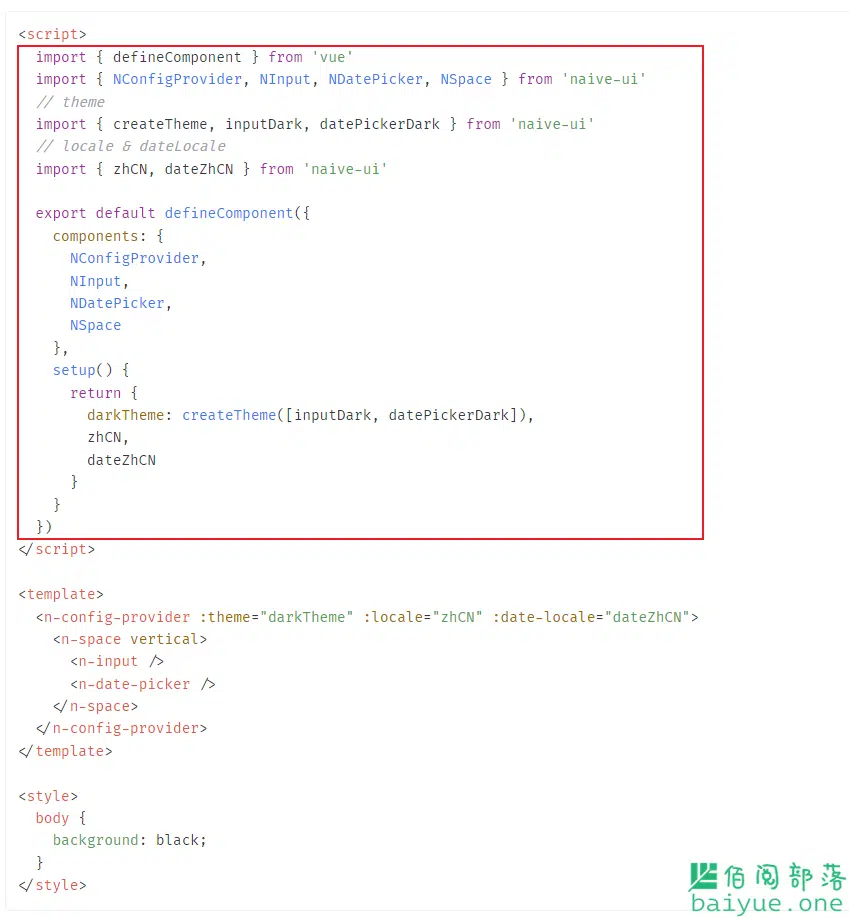 <script>
  import { defineComponent } from 'vue'
  import { NConfigProvider, NInput, NDatePicker, NSpace } from 'naive-ui'
  // theme
  import { createTheme, inputDark, datePickerDark } from 'naive-ui'
  // locale & dateLocale
  import { zhCN, dateZhCN } from 'naive-ui'

  export default defineComponent({
    components: {
      NConfigProvider,
      NInput,
      NDatePicker,
      NSpace
    },
    setup() {
      return {
        darkTheme: createTheme([inputDark, datePickerDark]),
        zhCN,
        dateZhCN
      }
    }
  })
</script>

<template>
  <n-config-provider :theme="darkTheme" :locale="zhCN" :date-locale="dateZhCN">
    <n-space vertical>
      <n-input />
      <n-date-picker />
    </n-space>
  </n-config-provider>
</template>

<style>
  body {
    background: black;
  }
</style>
佰阅部落
baiyue.one